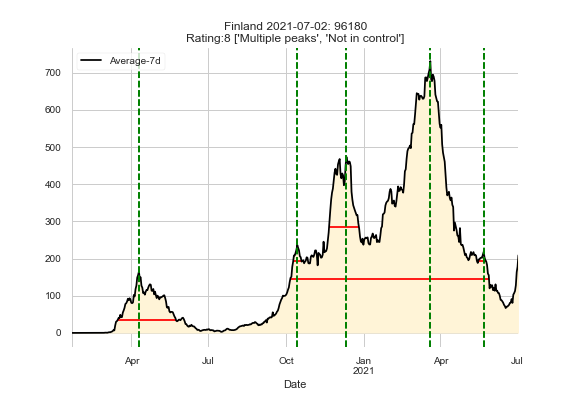 Finland 2021-07-02: 96180
Rating:8 ['Multiple peaks', 'Not in control']
Average-7d
700
600
500
400
300
200
100
0
Apr
Jul
Oct
Jan
2021
Apr
Jul
Date